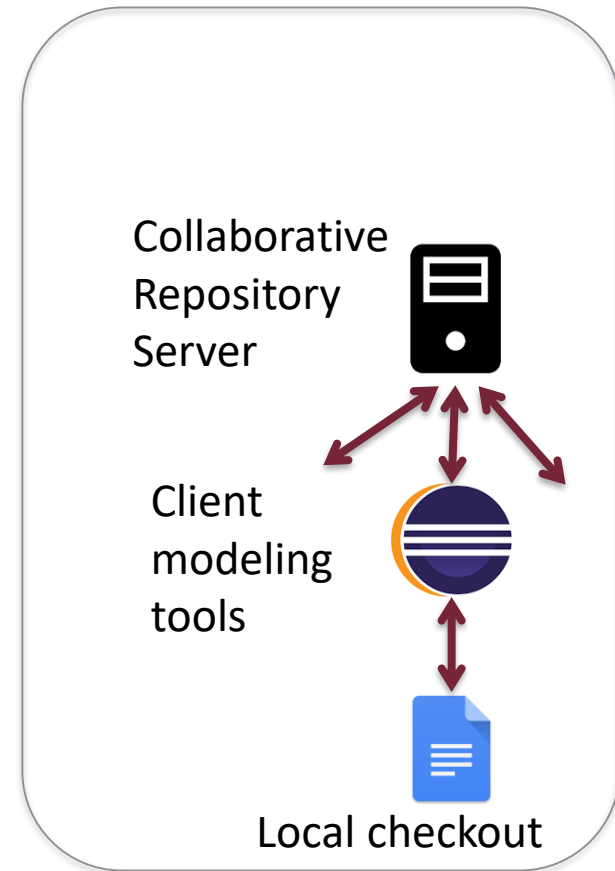 Collaborative
Repository
Server
Client
modeling
tools
Local checkout